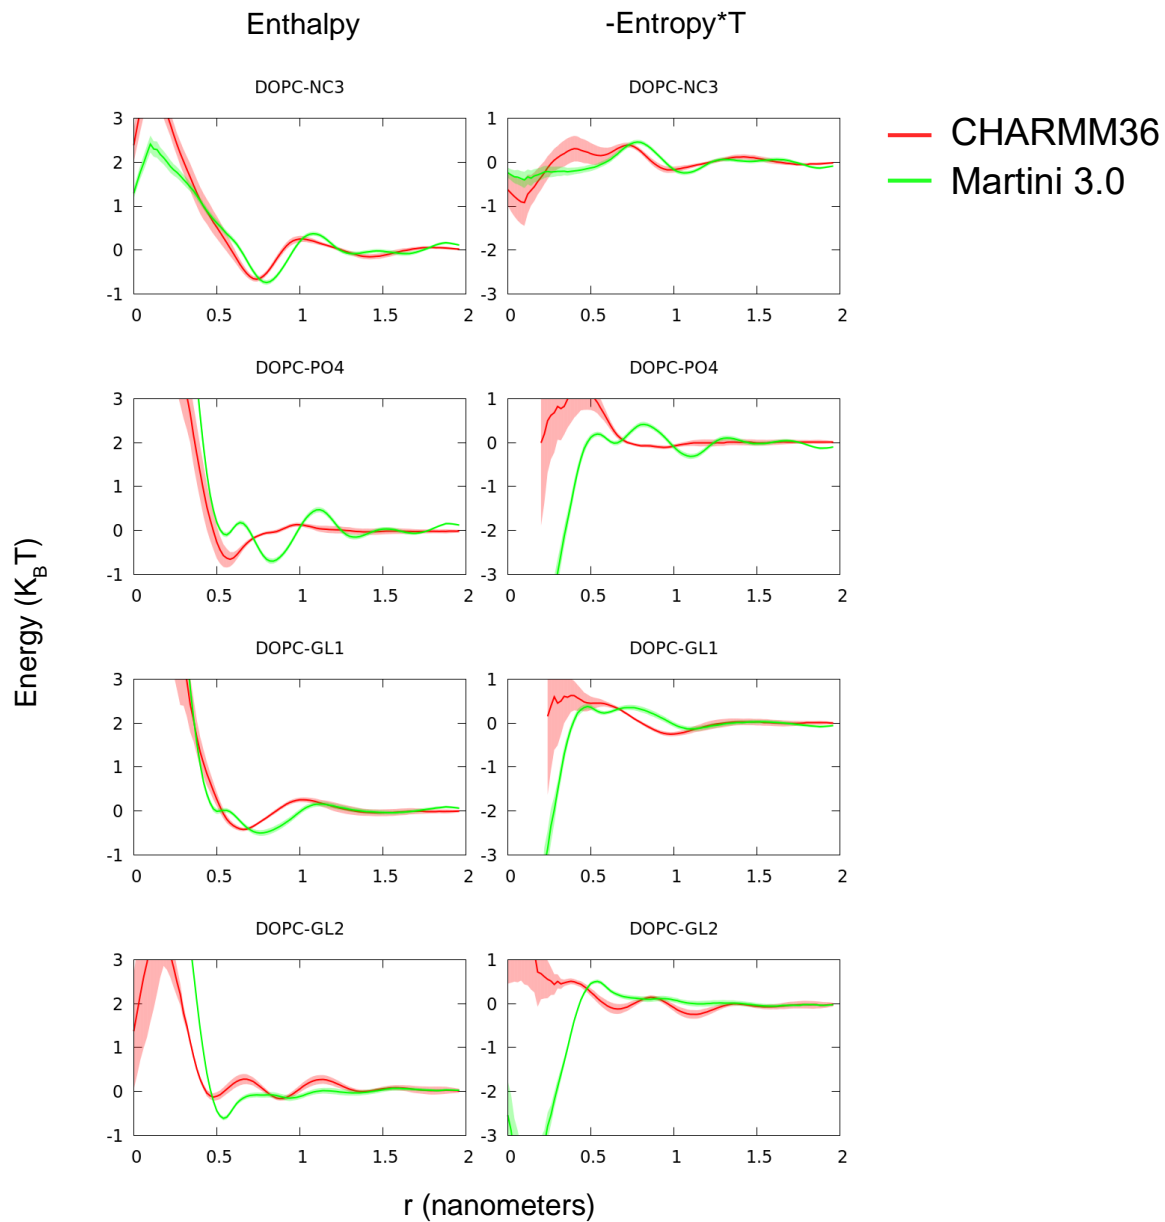 Enthalpy -Entropy*T
DOPC-NC3 DOPC-NC3
CHARMM36
Martini 3.0
3 2 1 0 -1
0 0.5 1 1.5 2
1 0 -1 -2 -3
0 0.5 1 1.5 2
DOPC-PO4 DOPC-PO4
3 2 1 0 -1
0 0.5 1 1.5 2
1 0 -1 -2 -3
0 0.5 1 1.5 2
Energy (K_BT)
DOPC-GL1 DOPC-GL1
3 2 1 0 -1
0 0.5 1 1.5 2
1 0 -1 -2 -3
0 0.5 1 1.5 2
DOPC-GL2 DOPC-GL2
3 2 1 0 -1
0 0.5 1 1.5 2
1 0 -1 -2 -3
0 0.5 1 1.5 2
r (nanometers)